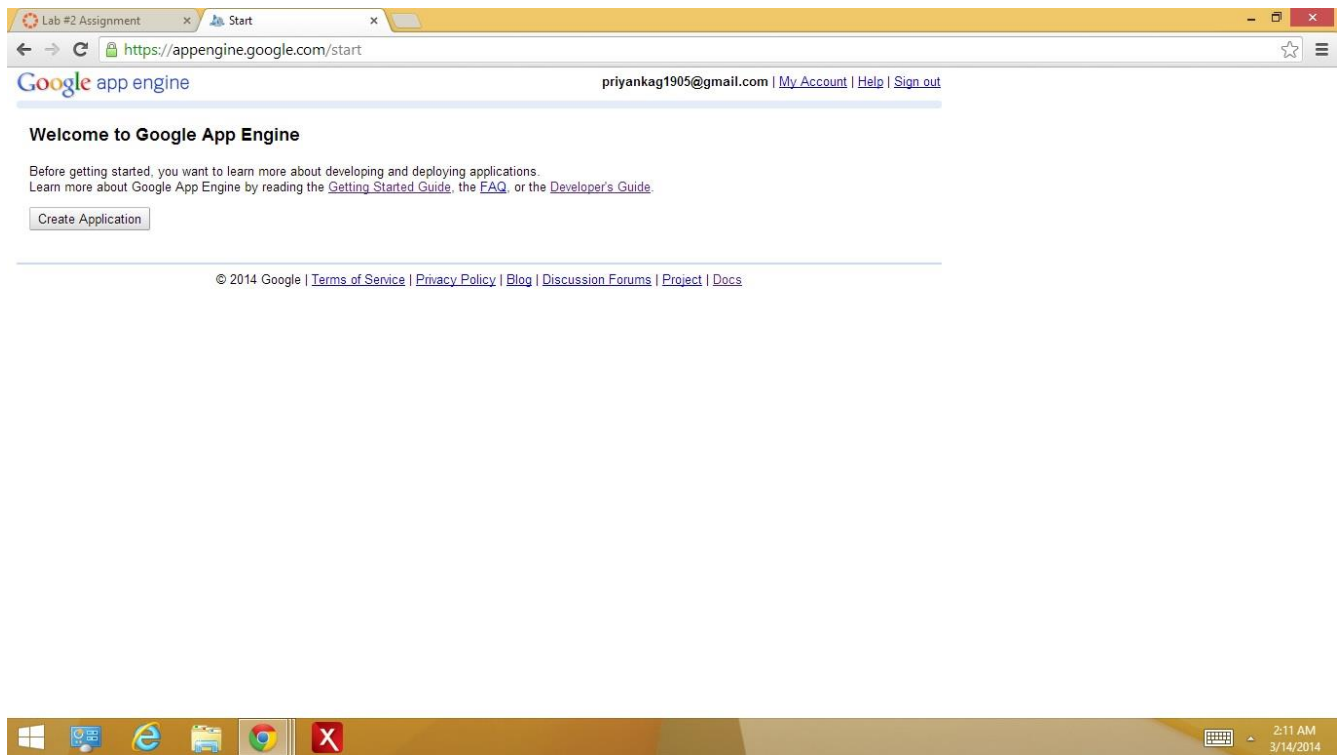 Lab #2 Assignment
Start
https://appengine.google.com/start
Google app engine
priyankag1905@gmail.com | My Account | Help | Sign out
Welcome to Google App Engine
Before getting started, you want to learn more about developing and deploying applications.
Learn more about Google App Engine by reading the Getting Started Guide, the FAQ, or the Developer's Guide.
Create Application
© 2014 Google | Terms of Service | Privacy Policy | Blog | Discussion Forums | Project | Docs
X
2:11 AM
3/14/2014